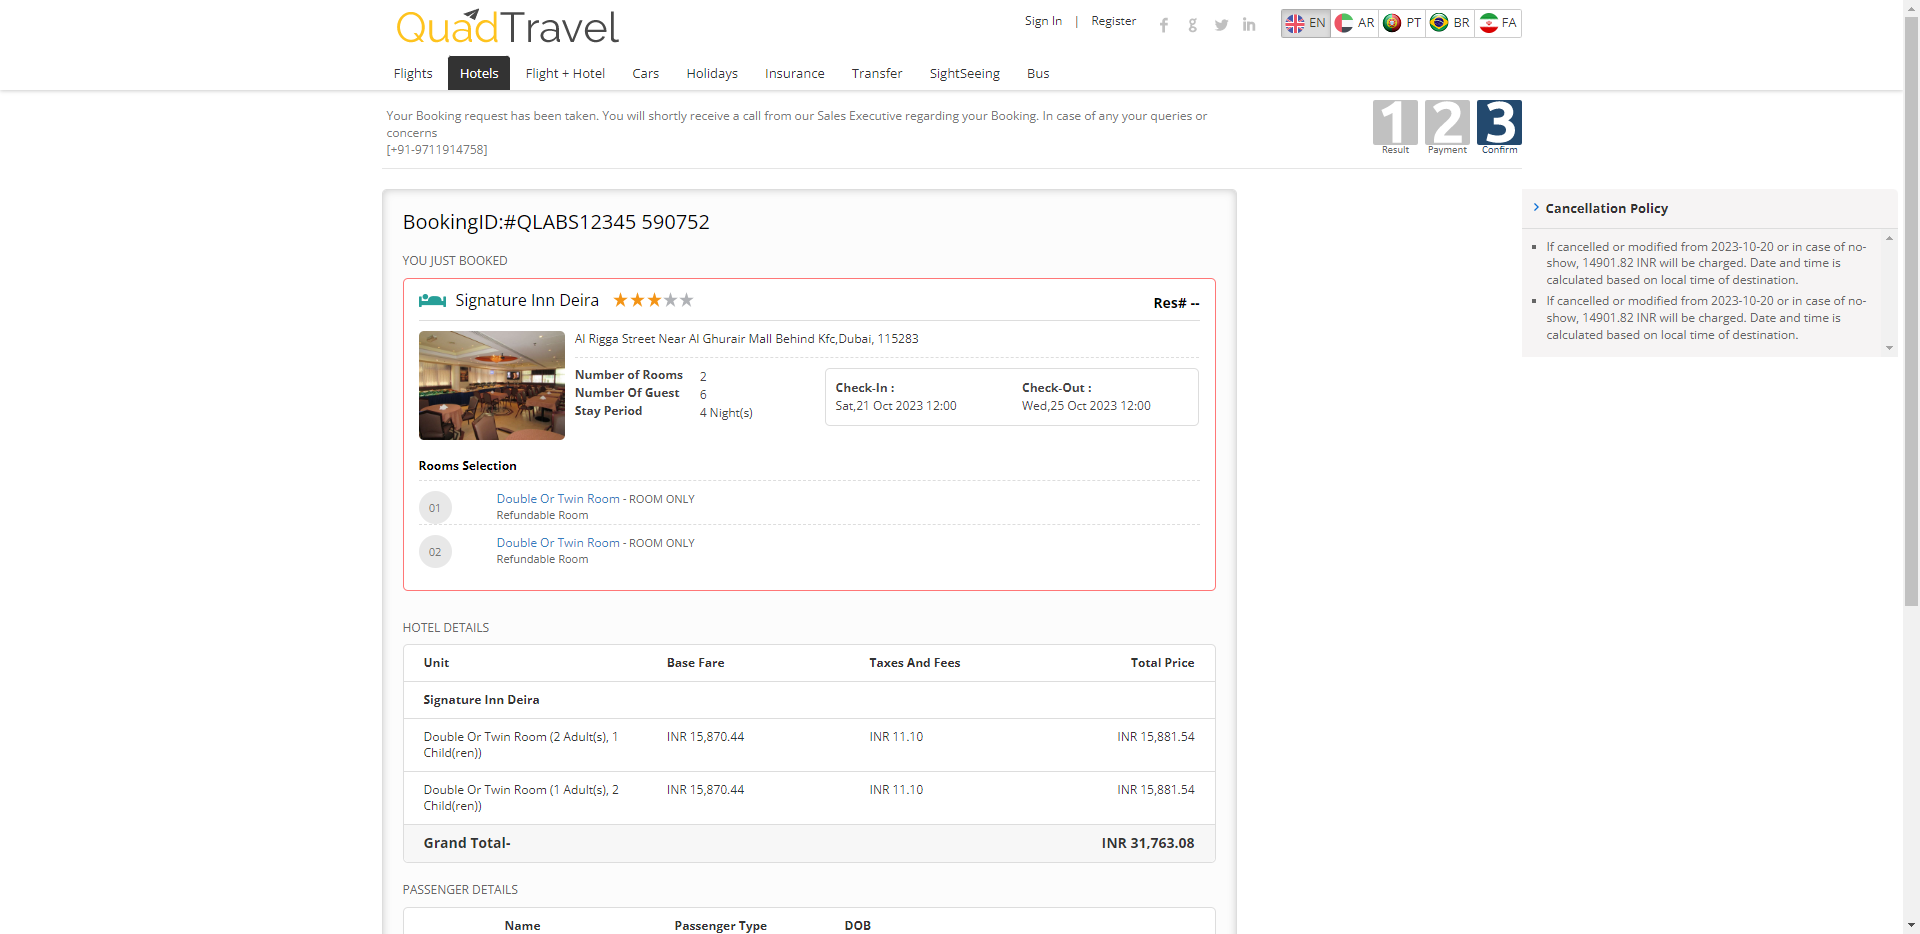 QuadTravel
Sign In | Register
EN AR PT BR FA
Flights Hotels Flight + Hotel Cars Holidays Insurance Transfer SightSeeing Bus
Your Booking request has been taken. You will shortly receive a call from our Sales Executive regarding your Booking. In case of any your queries or
concerns
[+91-9711914758]
1 2 3
Result Payment Confirm
BookingID:#QLABS12345 590752
YOU JUST BOOKED
Signature Inn Deira
Res# --
Al Rigga Street Near Al Ghurair Mall Behind Kfc,Dubai, 115283
Number of Rooms 2
Number Of Guest 6
Stay Period 4 Night(s)
Check-In : Check-Out :
Sat,21 Oct 2023 12:00 Wed,25 Oct 2023 12:00
Rooms Selection
01 Double Or Twin Room - ROOM ONLY
Refundable Room
02 Double Or Twin Room - ROOM ONLY
Refundable Room
HOTEL DETAILS
Unit Base Fare Taxes And Fees Total Price
Signature Inn Deira
Double Or Twin Room (2 Adult(s), 1 INR 15,870.44 INR 11.10 INR 15,881.54
Child(ren))
Double Or Twin Room (1 Adult(s), 2 INR 15,870.44 INR 11.10 INR 15,881.54
Child(ren))
Grand Total- INR 31,763.08
PASSENGER DETAILS
Name Passenger Type DOB
Cancellation Policy
If cancelled or modified from 2023-10-20 or in case of no-
show, 14901.82 INR will be charged. Date and time is
calculated based on local time of destination.
If cancelled or modified from 2023-10-20 or in case of no-
show, 14901.82 INR will be charged. Date and time is
calculated based on local time of destination.